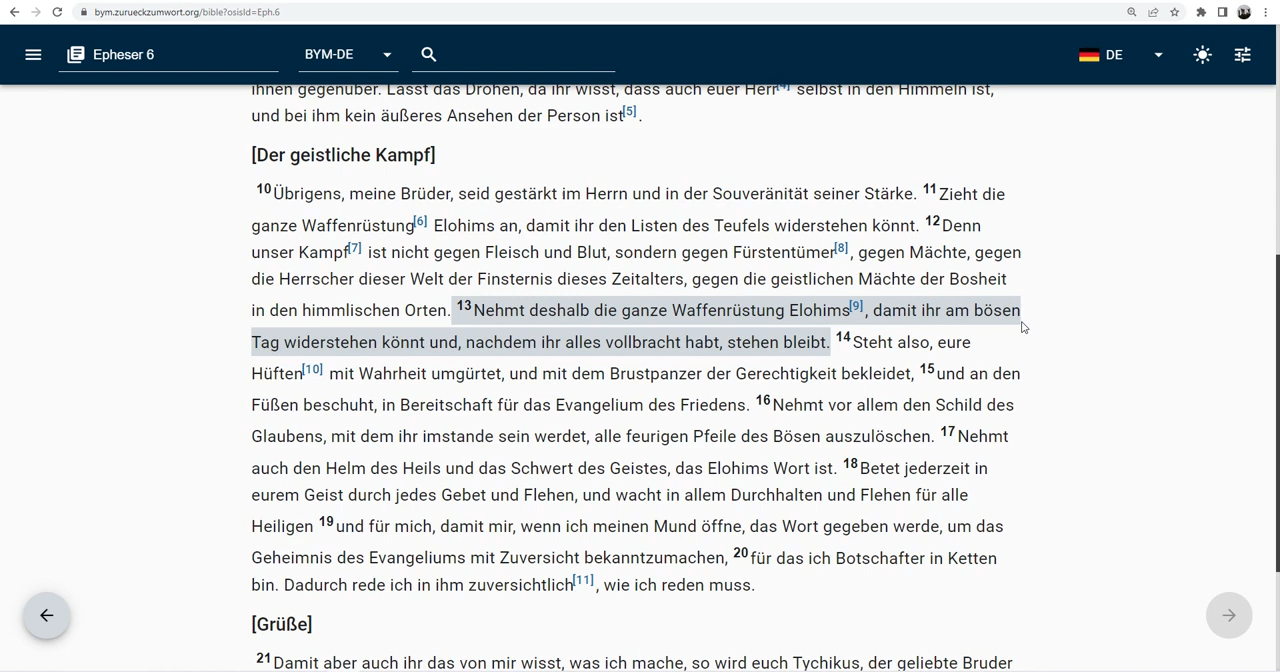 bym.zurueckzumwort.org/bible?osisId=Eph.6
Epheser 6
BYM-DE
DE
ihnen gegenüber. Lasst das Drohen, da ihr wisst, dass auch euer Herr[4] selbst in den Himmeln ist,
und bei ihm kein äußeres Ansehen der Person ist[5].
[Der geistliche Kampf]
10 Übrigens, meine Brüder, seid gestärkt im Herrn und in der Souveränität seiner Stärke. 11 Zieht die
ganze Waffenrüstung[6] Elohims an, damit ihr den Listen des Teufels widerstehen könnt. 12 Denn
unser Kampf[7] ist nicht gegen Fleisch und Blut, sondern gegen Fürstentümer[8], gegen Mächte, gegen
die Herrscher dieser Welt der Finsternis dieses Zeitalters, gegen die geistlichen Mächte der Bosheit
in den himmlischen Orten. 13 Nehmt deshalb die ganze Waffenrüstung Elohims[9], damit ihr am bösen
Tag widerstehen könnt und, nachdem ihr alles vollbracht habt, stehen bleibt. 14 Steht also, eure
Hüften[10] mit Wahrheit umgürtet, und mit dem Brustpanzer der Gerechtigkeit bekleidet, 15 und an den
Füßen beschuht, in Bereitschaft für das Evangelium des Friedens. 16 Nehmt vor allem den Schild des
Glaubens, mit dem ihr imstande sein werdet, alle feurigen Pfeile des Bösen auszulöschen. 17 Nehmt
auch den Helm des Heils und das Schwert des Geistes, das Elohims Wort ist. 18 Betet jederzeit in
eurem Geist durch jedes Gebet und Flehen, und wacht in allem Durchhalten und Flehen für alle
Heiligen 19 und für mich, damit mir, wenn ich meinen Mund öffne, das Wort gegeben werde, um das
Geheimnis des Evangeliums mit Zuversicht bekanntzumachen, 20 für das ich Botschafter in Ketten
bin. Dadurch rede ich in ihm zuversichtlich[11], wie ich reden muss.
[Grüße]
21 Damit aber auch ihr das von mir wisst, was ich mache, so wird euch Tychikus, der geliebte Bruder